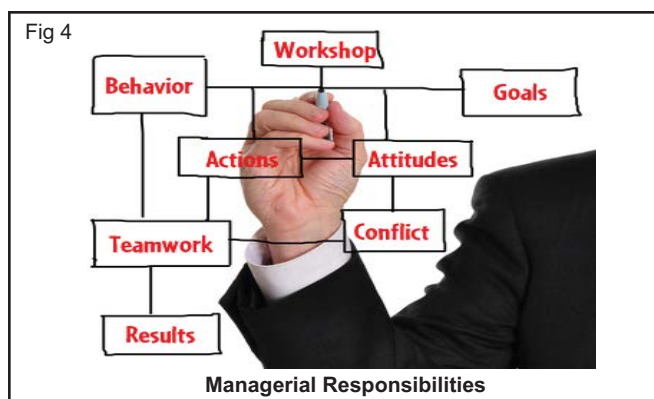 Fig 4
Workshop
Behavior
Goals
Actions
Attitudes
Teamwork
Conflict
Results
Managerial Responsibilities